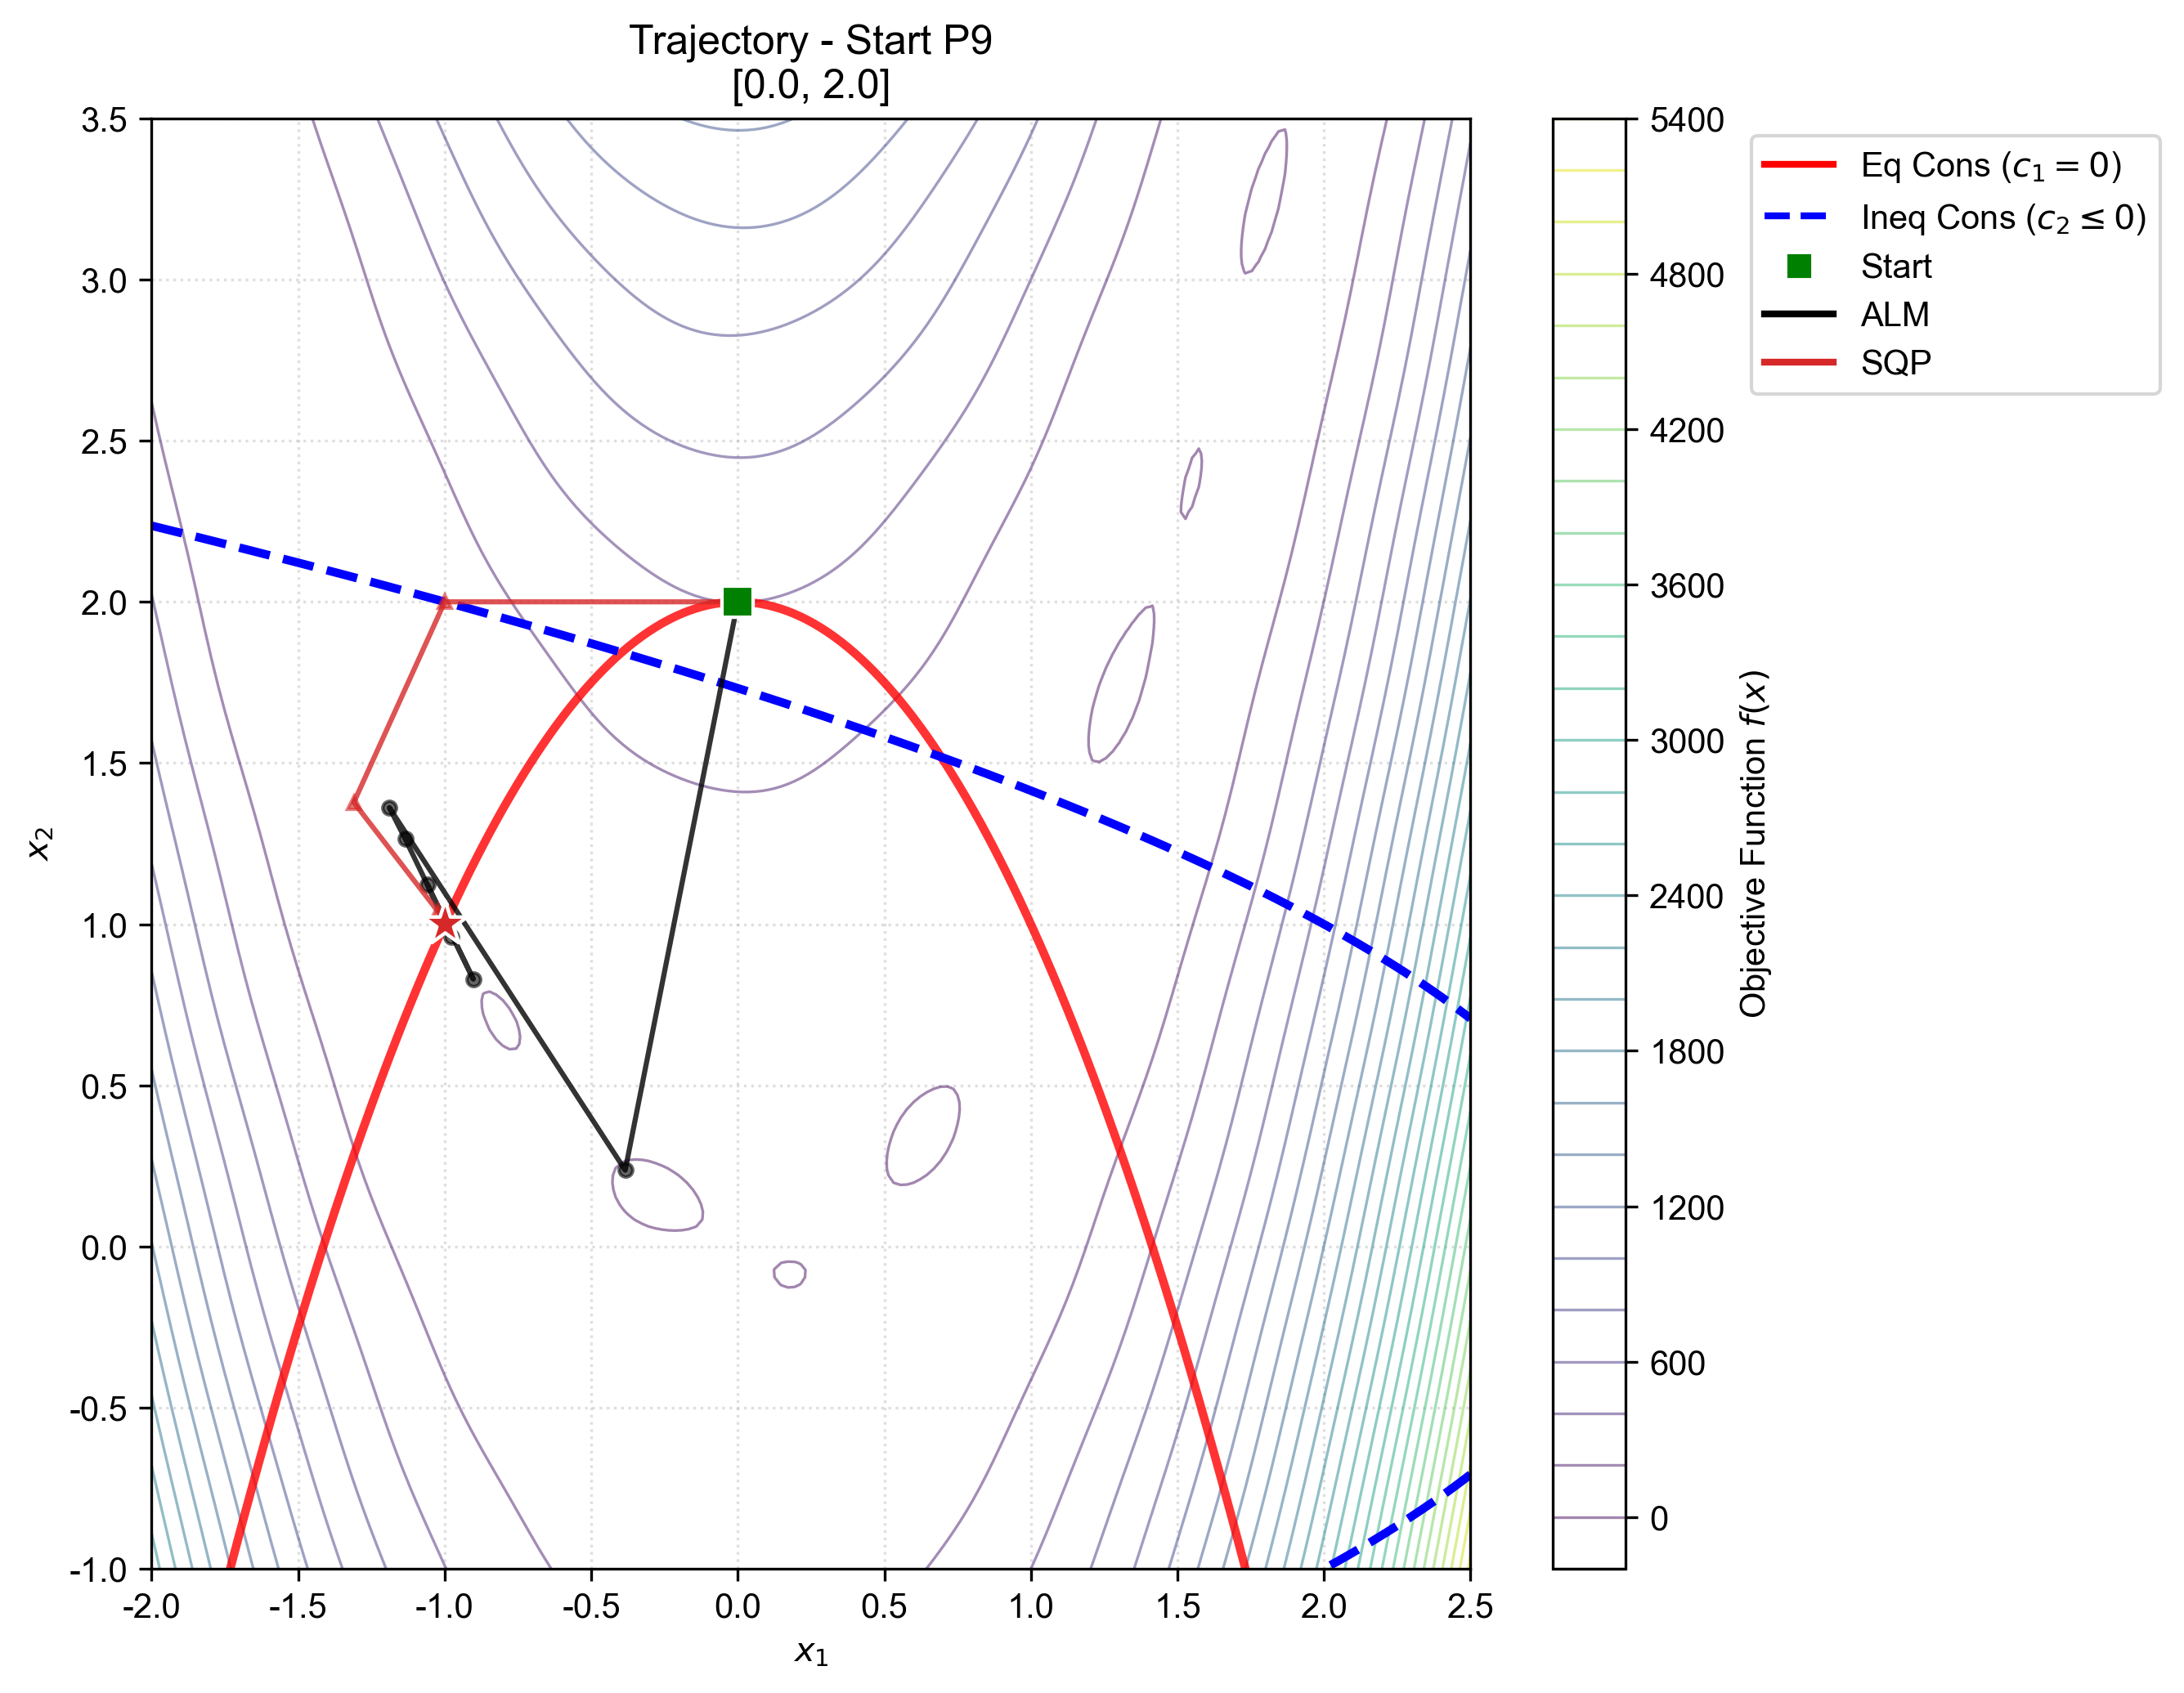 Trajectory - Start P9
[0.0, 2.0]
3.5
3.0
2.5
2.0
1.5
1.0
0.5
0.0
-0.5
-1.0
x₂
-2.0 -1.5 -1.0 -0.5 0.0 0.5 1.0 1.5 2.0 2.5
x₁
5400
4800
4200
3600
3000
2400
1800
1200
600
0
Objective Function f(x)
Eq Cons (c₁ = 0)
Ineq Cons (c₂ ≤ 0)
Start
ALM
SQP